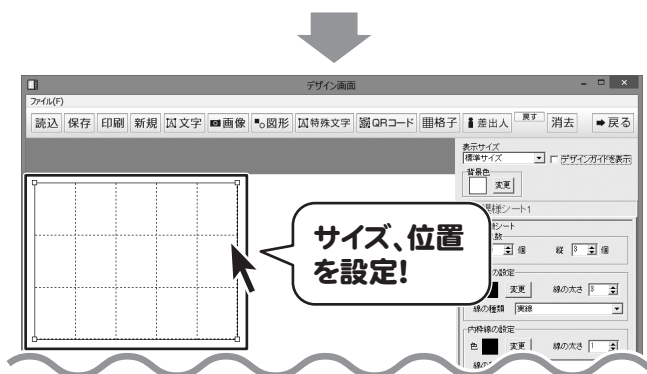 デザイン画面
ファイル(F)
読込 保存 印刷 新規 文字 画像 図形 特殊文字 QRコード 格子 差出人 戻す 消去 戻る
表示サイズ
標準サイズ デザインガイドを表示
背景色
変更
模様シート1
シート
数
個 縦 3 個
の設定
変更 線の太さ 3
線の種類 実線
内枠線の設定
色 変更 線の太さ 1
サイズ、位置
を設定!